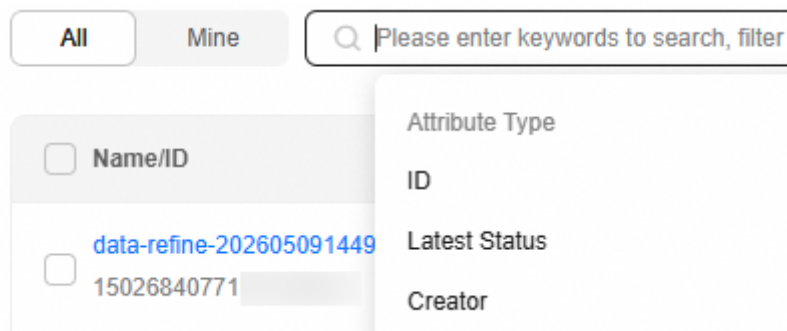 All
Mine
Please enter keywords to search, filter
Attribute Type
Name/ID
ID
data-refine-202605091449
Latest Status
15026840771
Creator